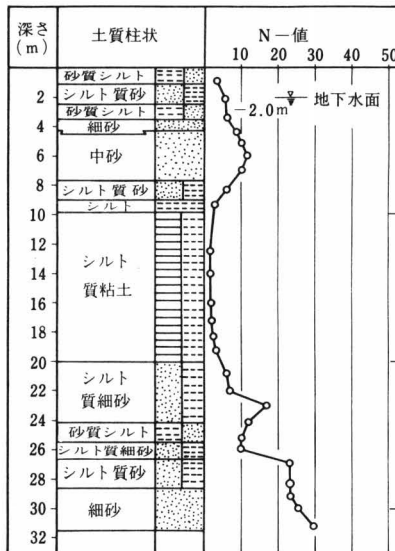 深さ
(m)
土質柱状
N－値
10 20 30 40 50
砂質シルト
シルト質砂
砂質シルト
細砂
中砂
シルト質砂
シルト
シルト
質粘土
シルト
質細砂
砂質シルト
シルト質細砂
シルト質砂
細砂
2
4
6
8
10
12
14
16
18
20
22
24
26
28
30
32
−2.0m 地下水面